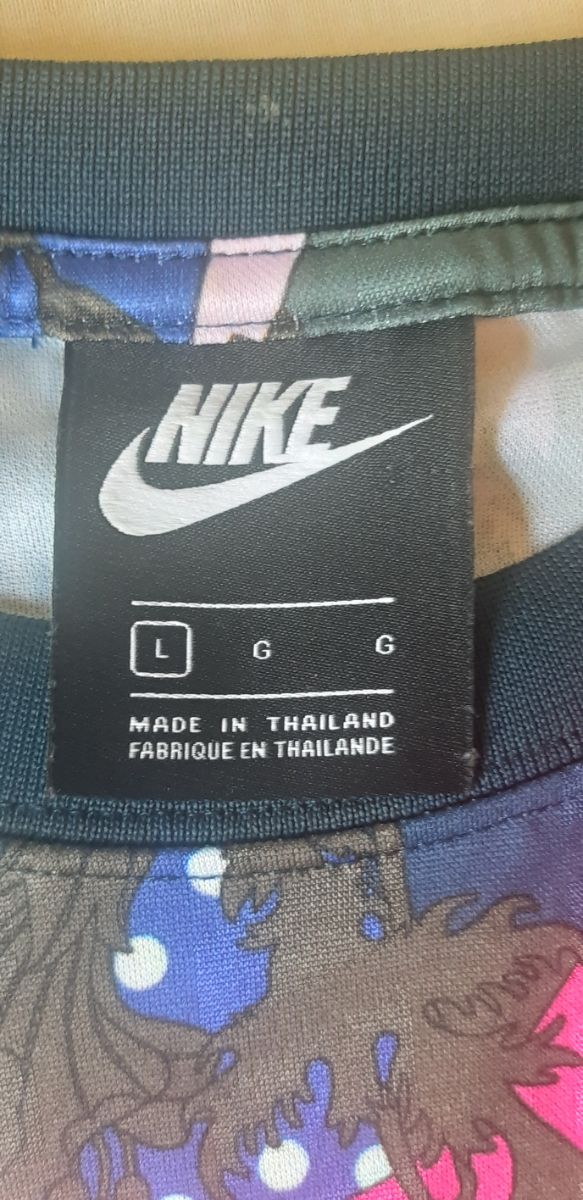 NIKE
L G G
MADE IN THAILAND
FABRIQUE EN THAILANDE